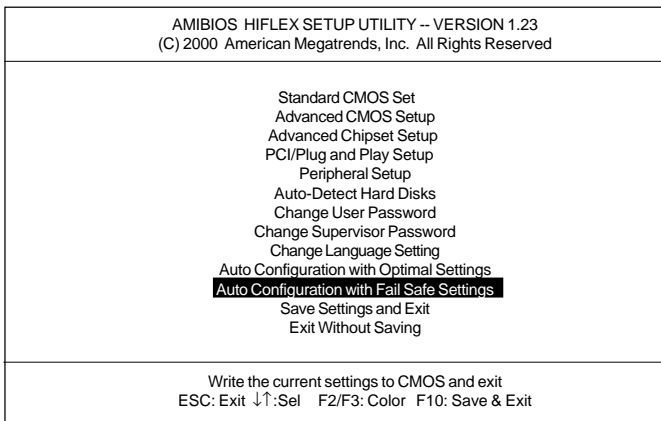 AMIBIOS HIFLEX SETUP UTILITY -- VERSION 1.23
(C) 2000 American Megatrends, Inc. All Rights Reserved
Standard CMOS Set
Advanced CMOS Setup
Advanced Chipset Setup
PCI/Plug and Play Setup
Peripheral Setup
Auto-Detect Hard Disks
Change User Password
Change Supervisor Password
Change Language Setting
Auto Configuration with Optimal Settings
Auto Configuration with Fail Safe Settings
Save Settings and Exit
Exit Without Saving
Write the current settings to CMOS and exit
ESC: Exit ↓↑:Sel F2/F3: Color F10: Save & Exit